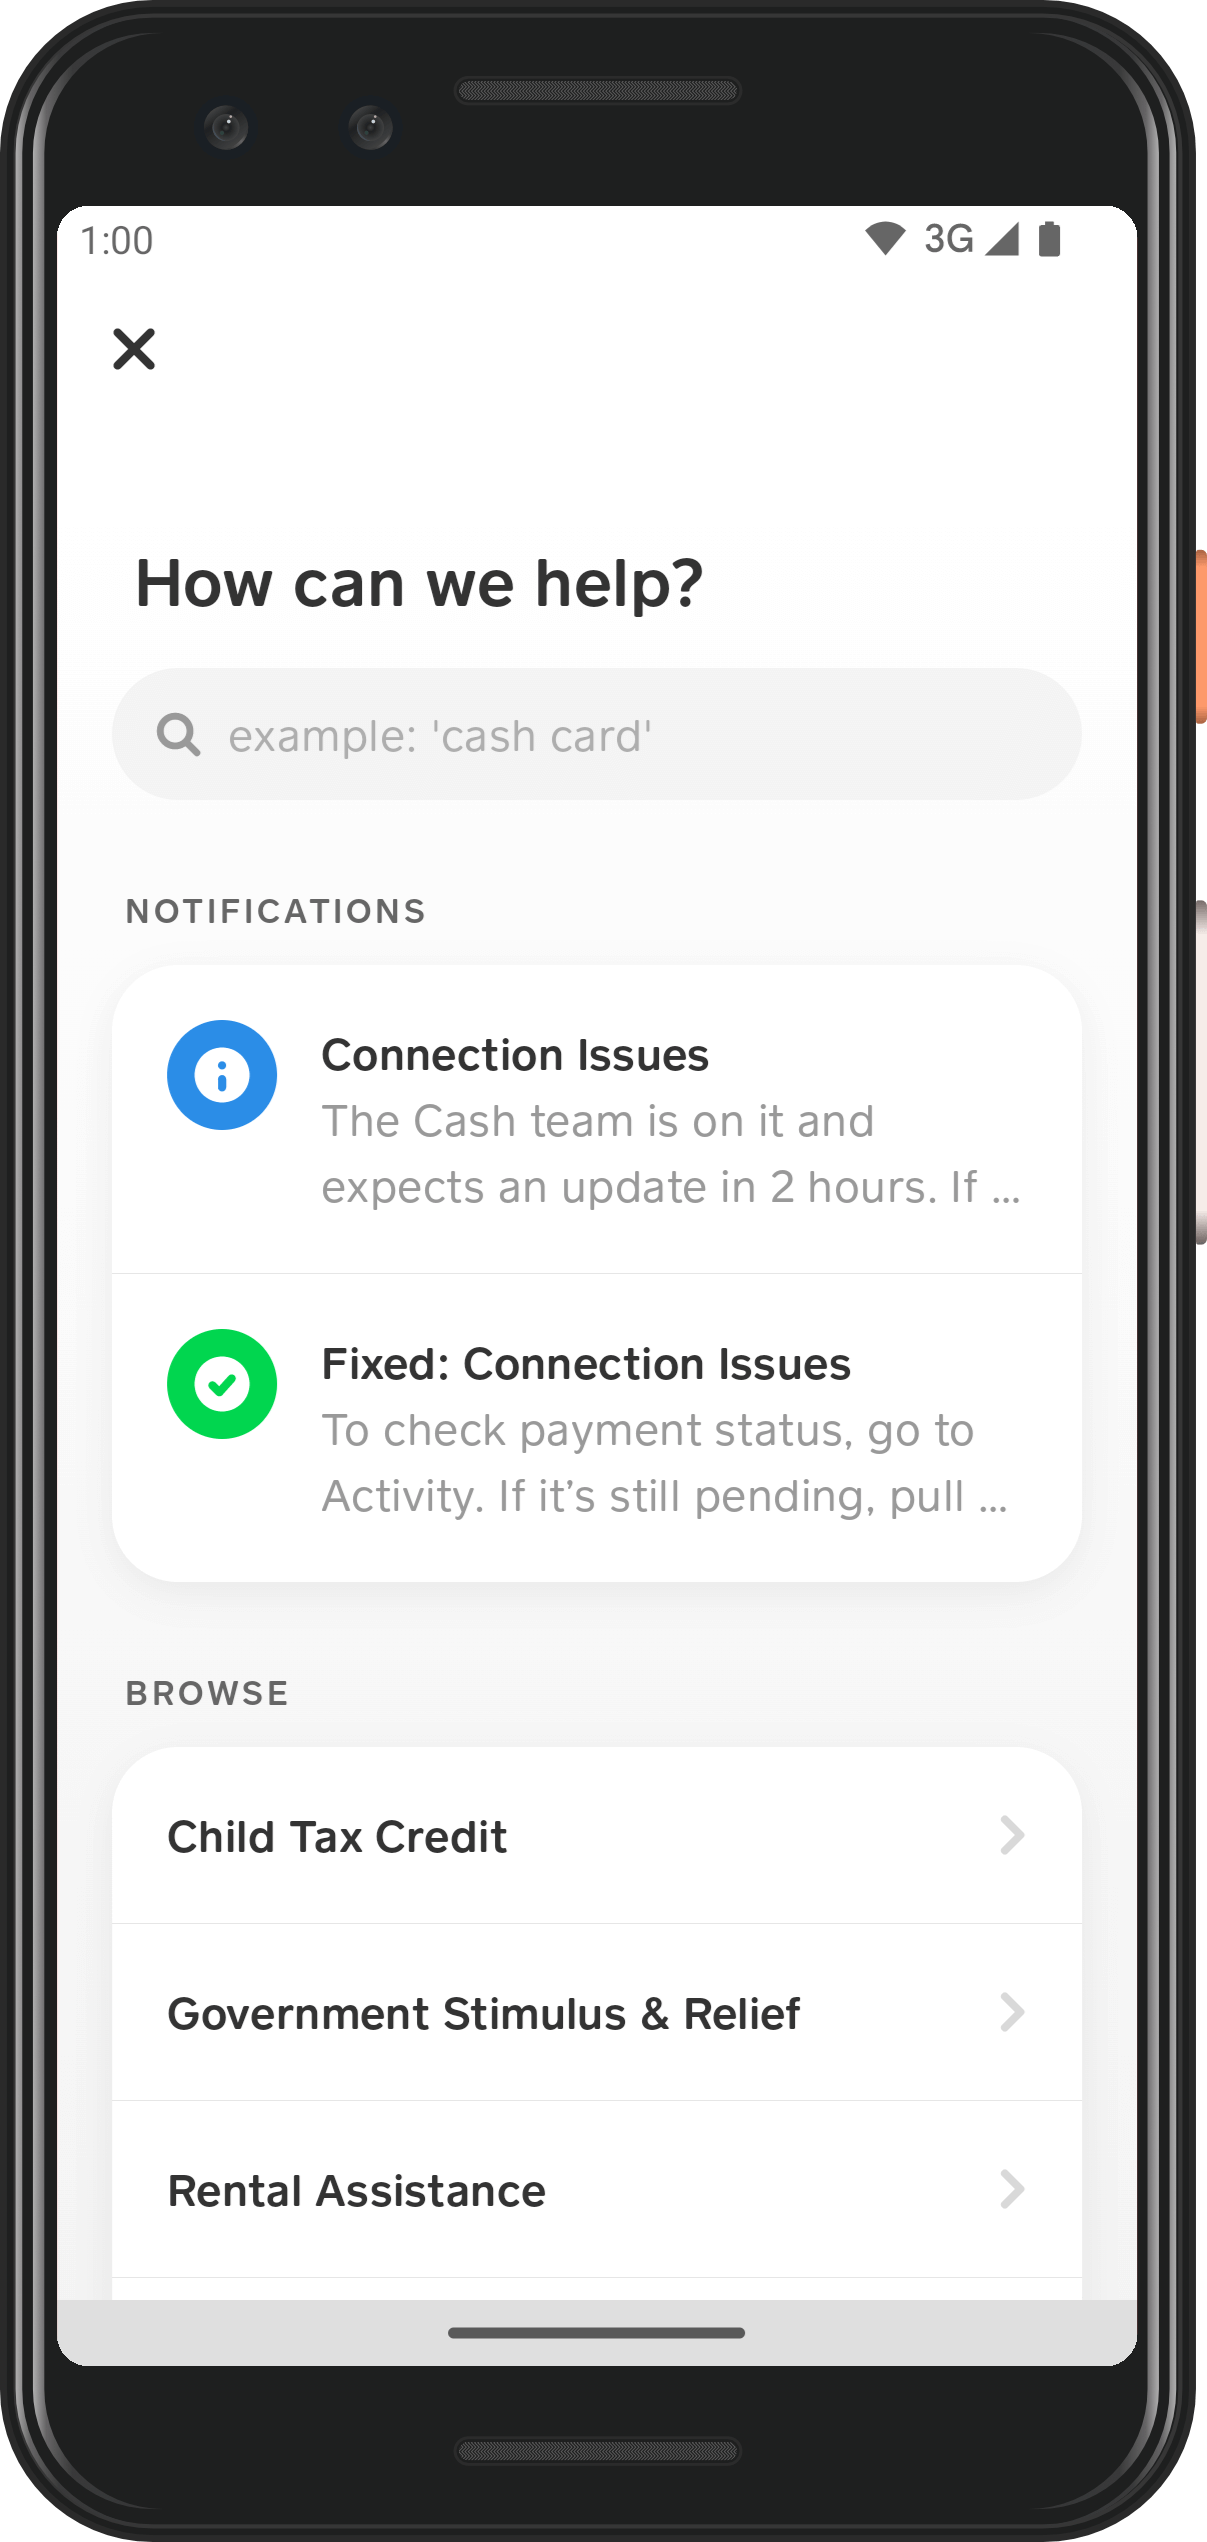 1:00
3G
How can we help?
example: 'cash card'
NOTIFICATIONS
Connection Issues
The Cash team is on it and
expects an update in 2 hours. If ...
Fixed: Connection Issues
To check payment status, go to
Activity. If it’s still pending, pull ...
BROWSE
Child Tax Credit
Government Stimulus & Relief
Rental Assistance